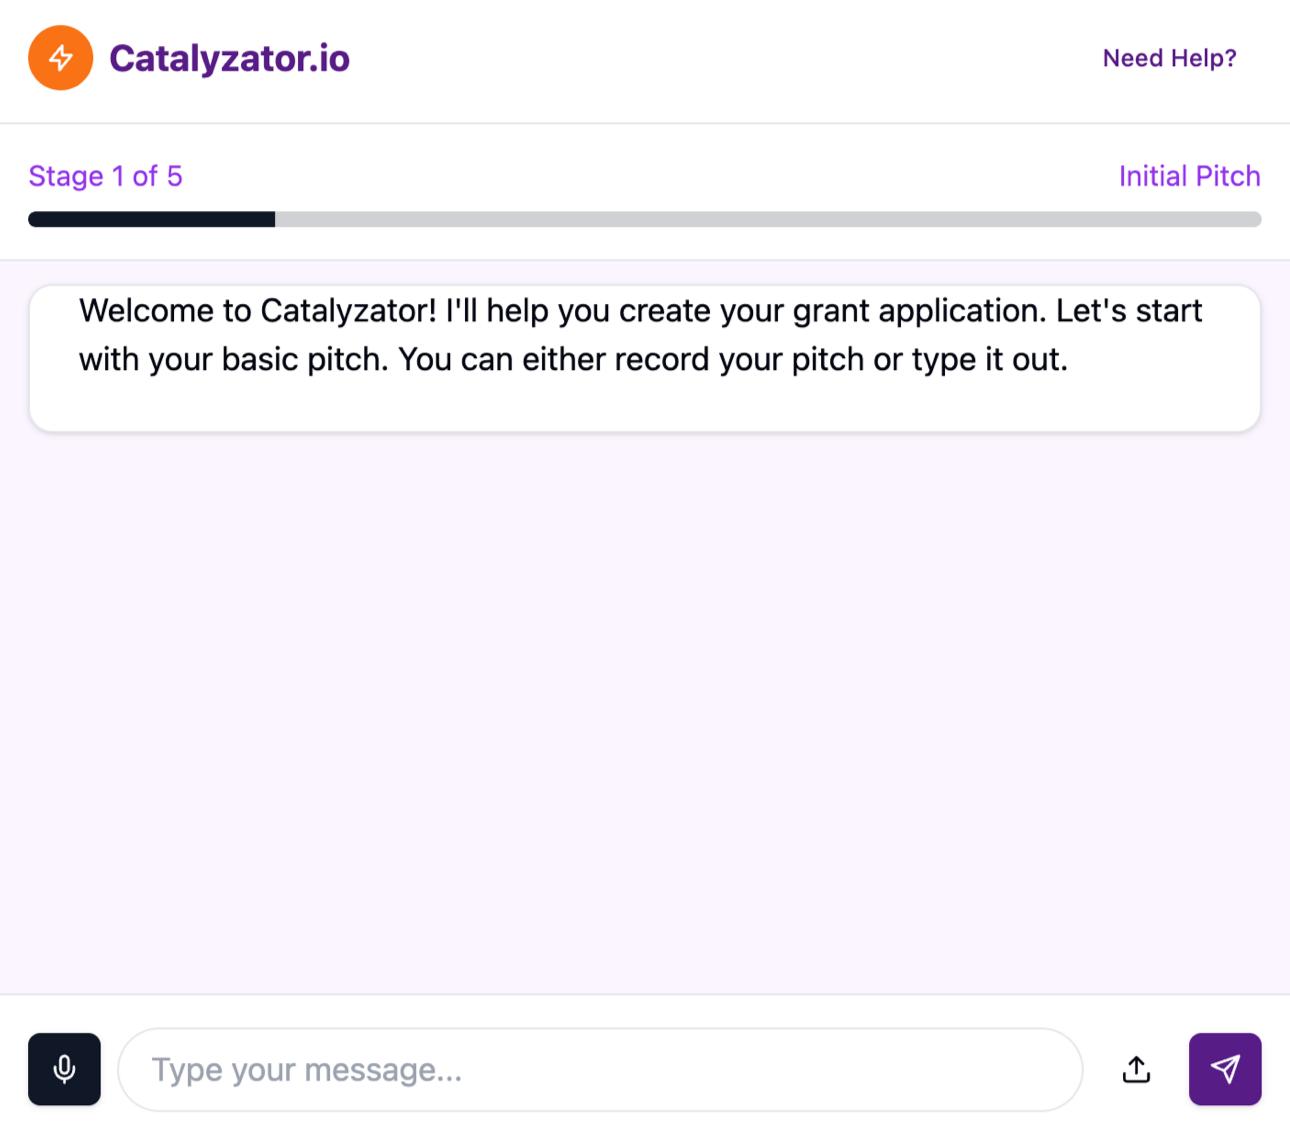 Catalyzator.io
Need Help?
Stage 1 of 5
Initial Pitch
Welcome to Catalyzator! I'll help you create your grant application. Let's start
with your basic pitch. You can either record your pitch or type it out.
Type your message...